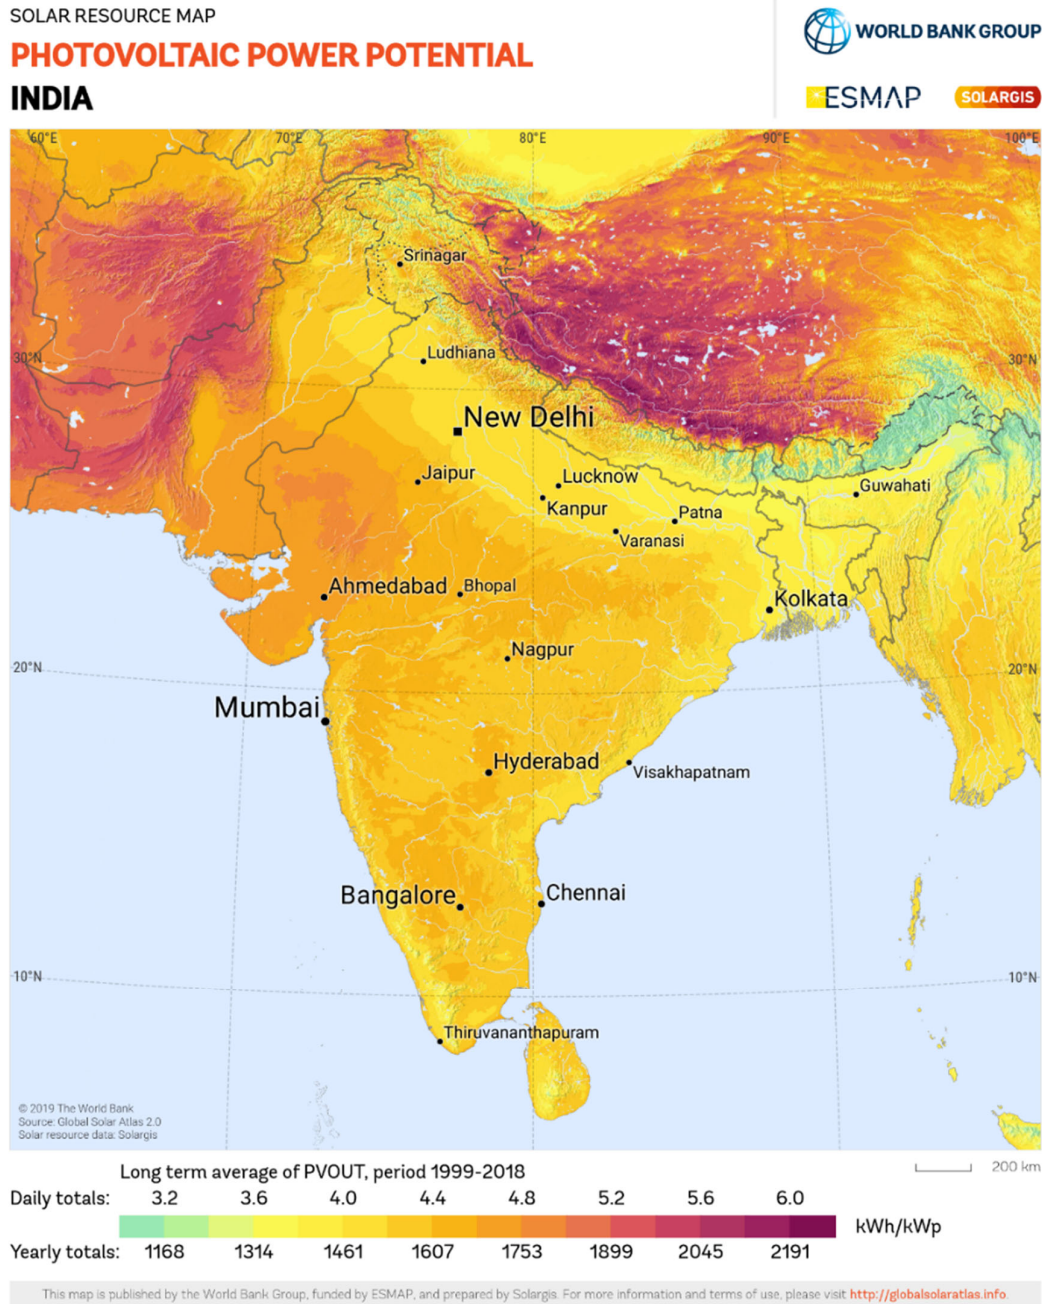 SOLAR RESOURCE MAP
PHOTOVOLTAIC POWER POTENTIAL
INDIA
WORLD BANK GROUP
ESMAP
SOLARGIS
60°E
70°E
80°E
90°E
100°E
Srinagar
Ludhiana
30°N
30°N
New Delhi
Jaipur
Lucknow
Kanpur
Guwahati
Patna
Varanasi
Ahmedabad
Bhopal
Kolkata
Nagpur
20°N
20°N
Mumbai
Hyderabad
Visakhapatnam
Bangalore
Chennai
10°N
10°N
Thiruvananthapuram
© 2019 The World Bank
Source: Global Solar Atlas 2.0
Solar resource data: Solargis
Long term average of PVOUT, period 1999-2018
200 km
Daily totals: 3.2 3.6 4.0 4.4 4.8 5.2 5.6 6.0
kWh/kWp
Yearly totals: 1168 1314 1461 1607 1753 1899 2045 2191
This map is published by the World Bank Group, funded by ESMAP, and prepared by Solargis. For more information and terms of use, please visit http://globalsolaratlas.info.